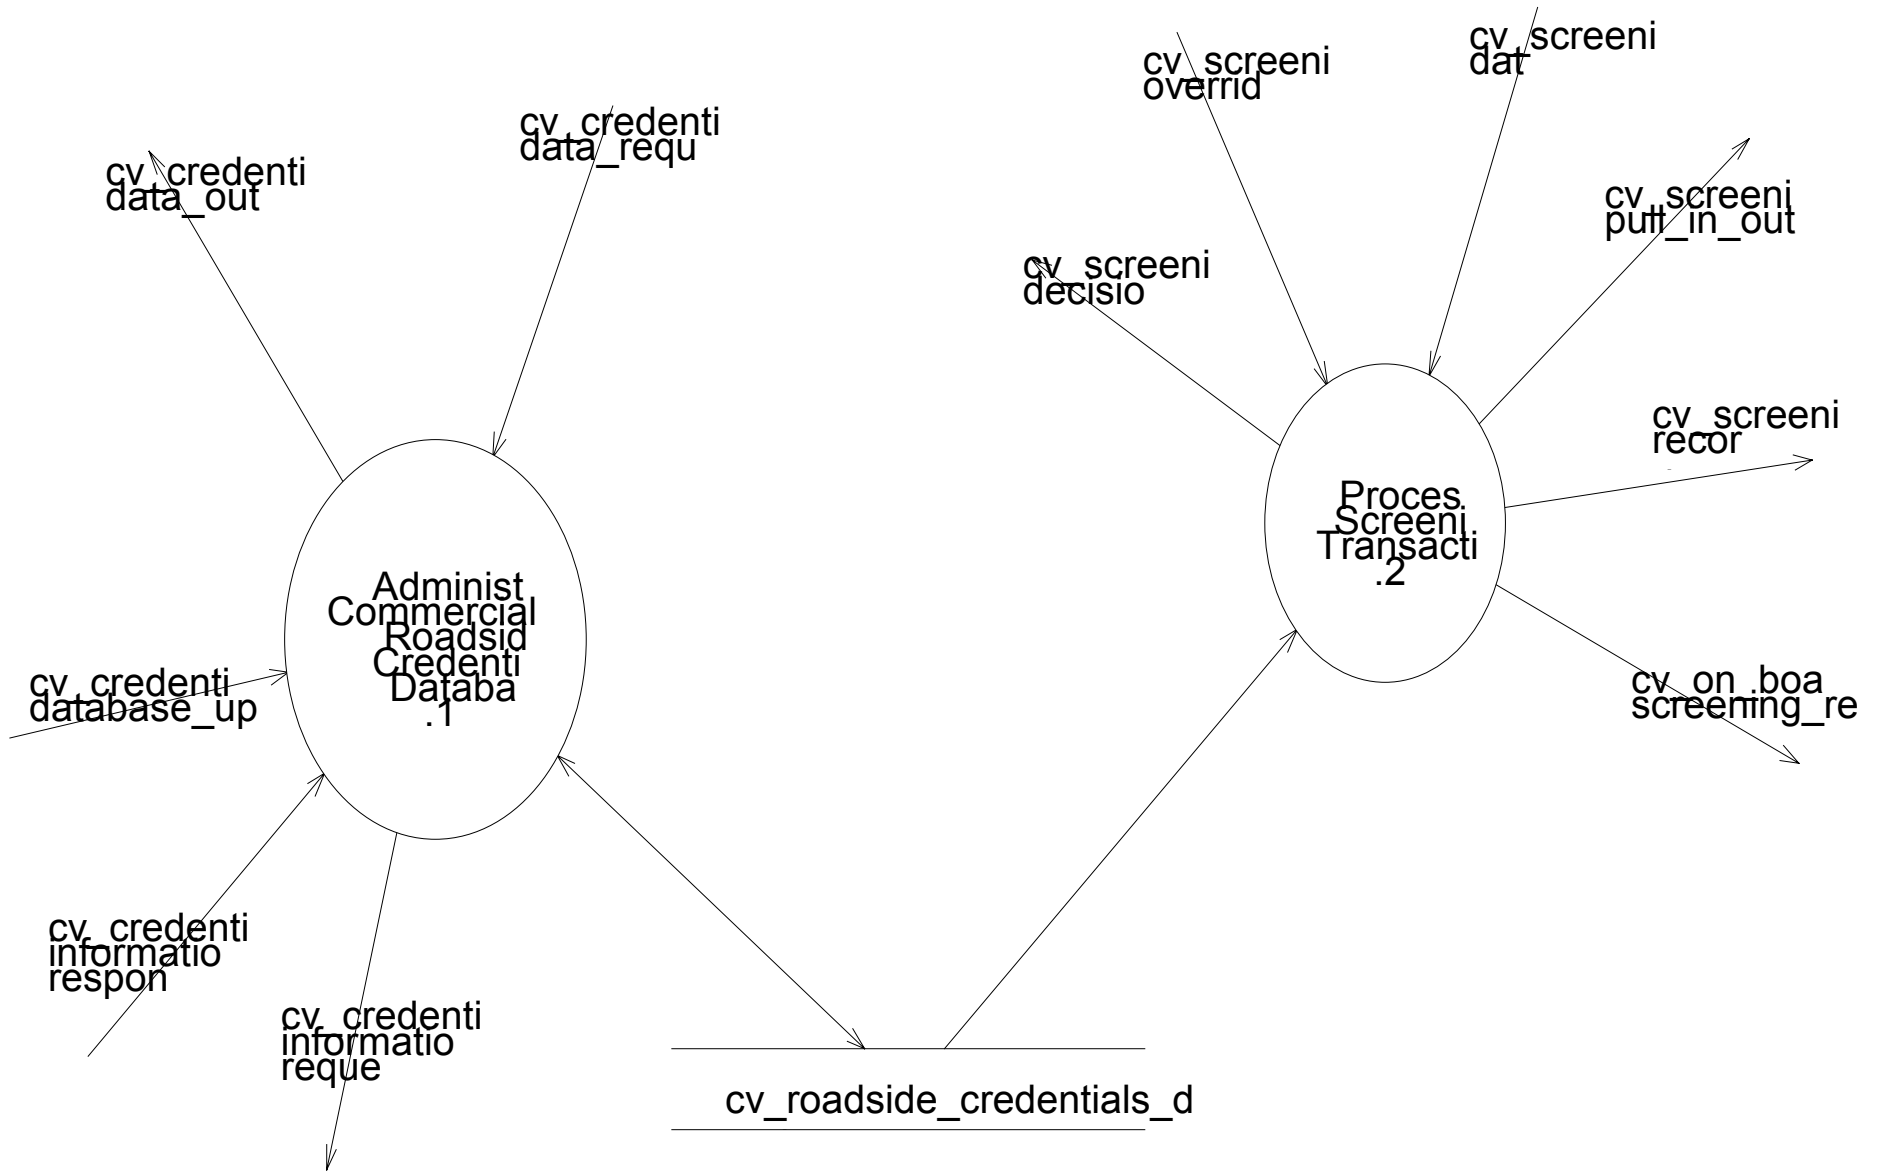 cv_screeni
dat
cv_screeni
overrid
cv_credenti
data_requ
cv_credenti
data_out
cv_screeni
pull_in_out
cv_screeni
decisio
cv_screeni
recor
Proces
Screeni
Transacti
.2
Administ
Commercial
Roadsid
Credenti
Databa
.1
cv_credenti
database_up
cv_on_boa
screening_re
cv_credenti
informatio
respon
cv_credenti
informatio
reque
cv_roadside_credentials_d